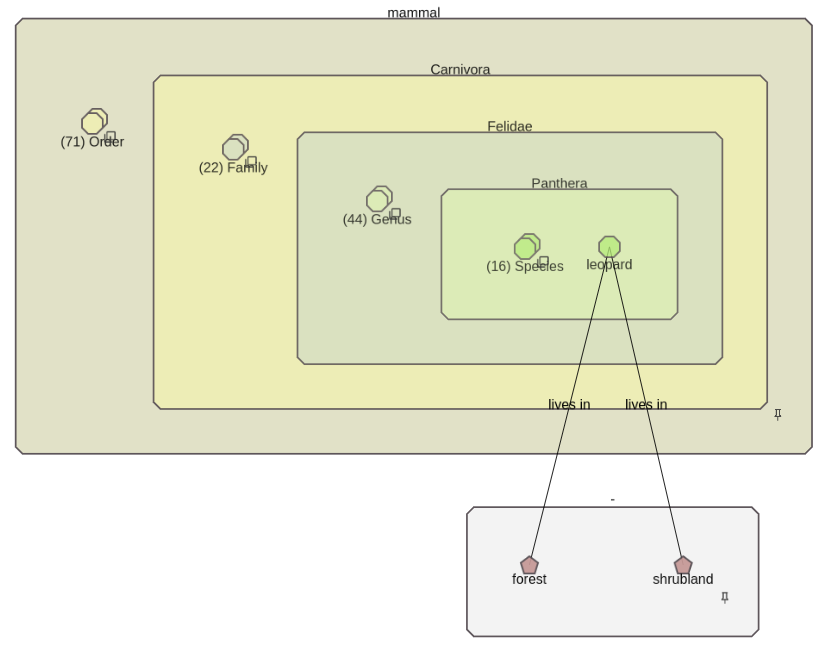 mammal
Carnivora
Felidae
(71) Order
(22) Family
Panthera
(44) Genus
(16) Species
leopard
lives in
lives in
-
forest
shrubland